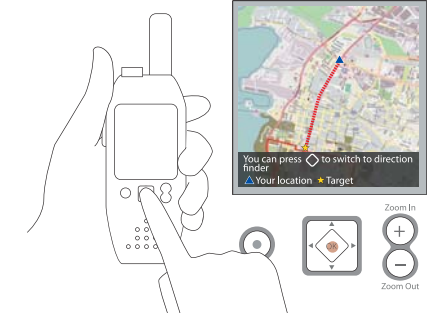 You can press ◇ to switch to direction
finder
Your location ★ Target
Zoom In
OK
Zoom Out